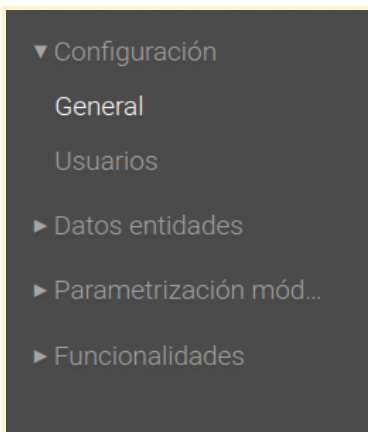 ▼ Configuración
General
Usuarios
► Datos entidades
► Parametrización mód...
► Funcionalidades